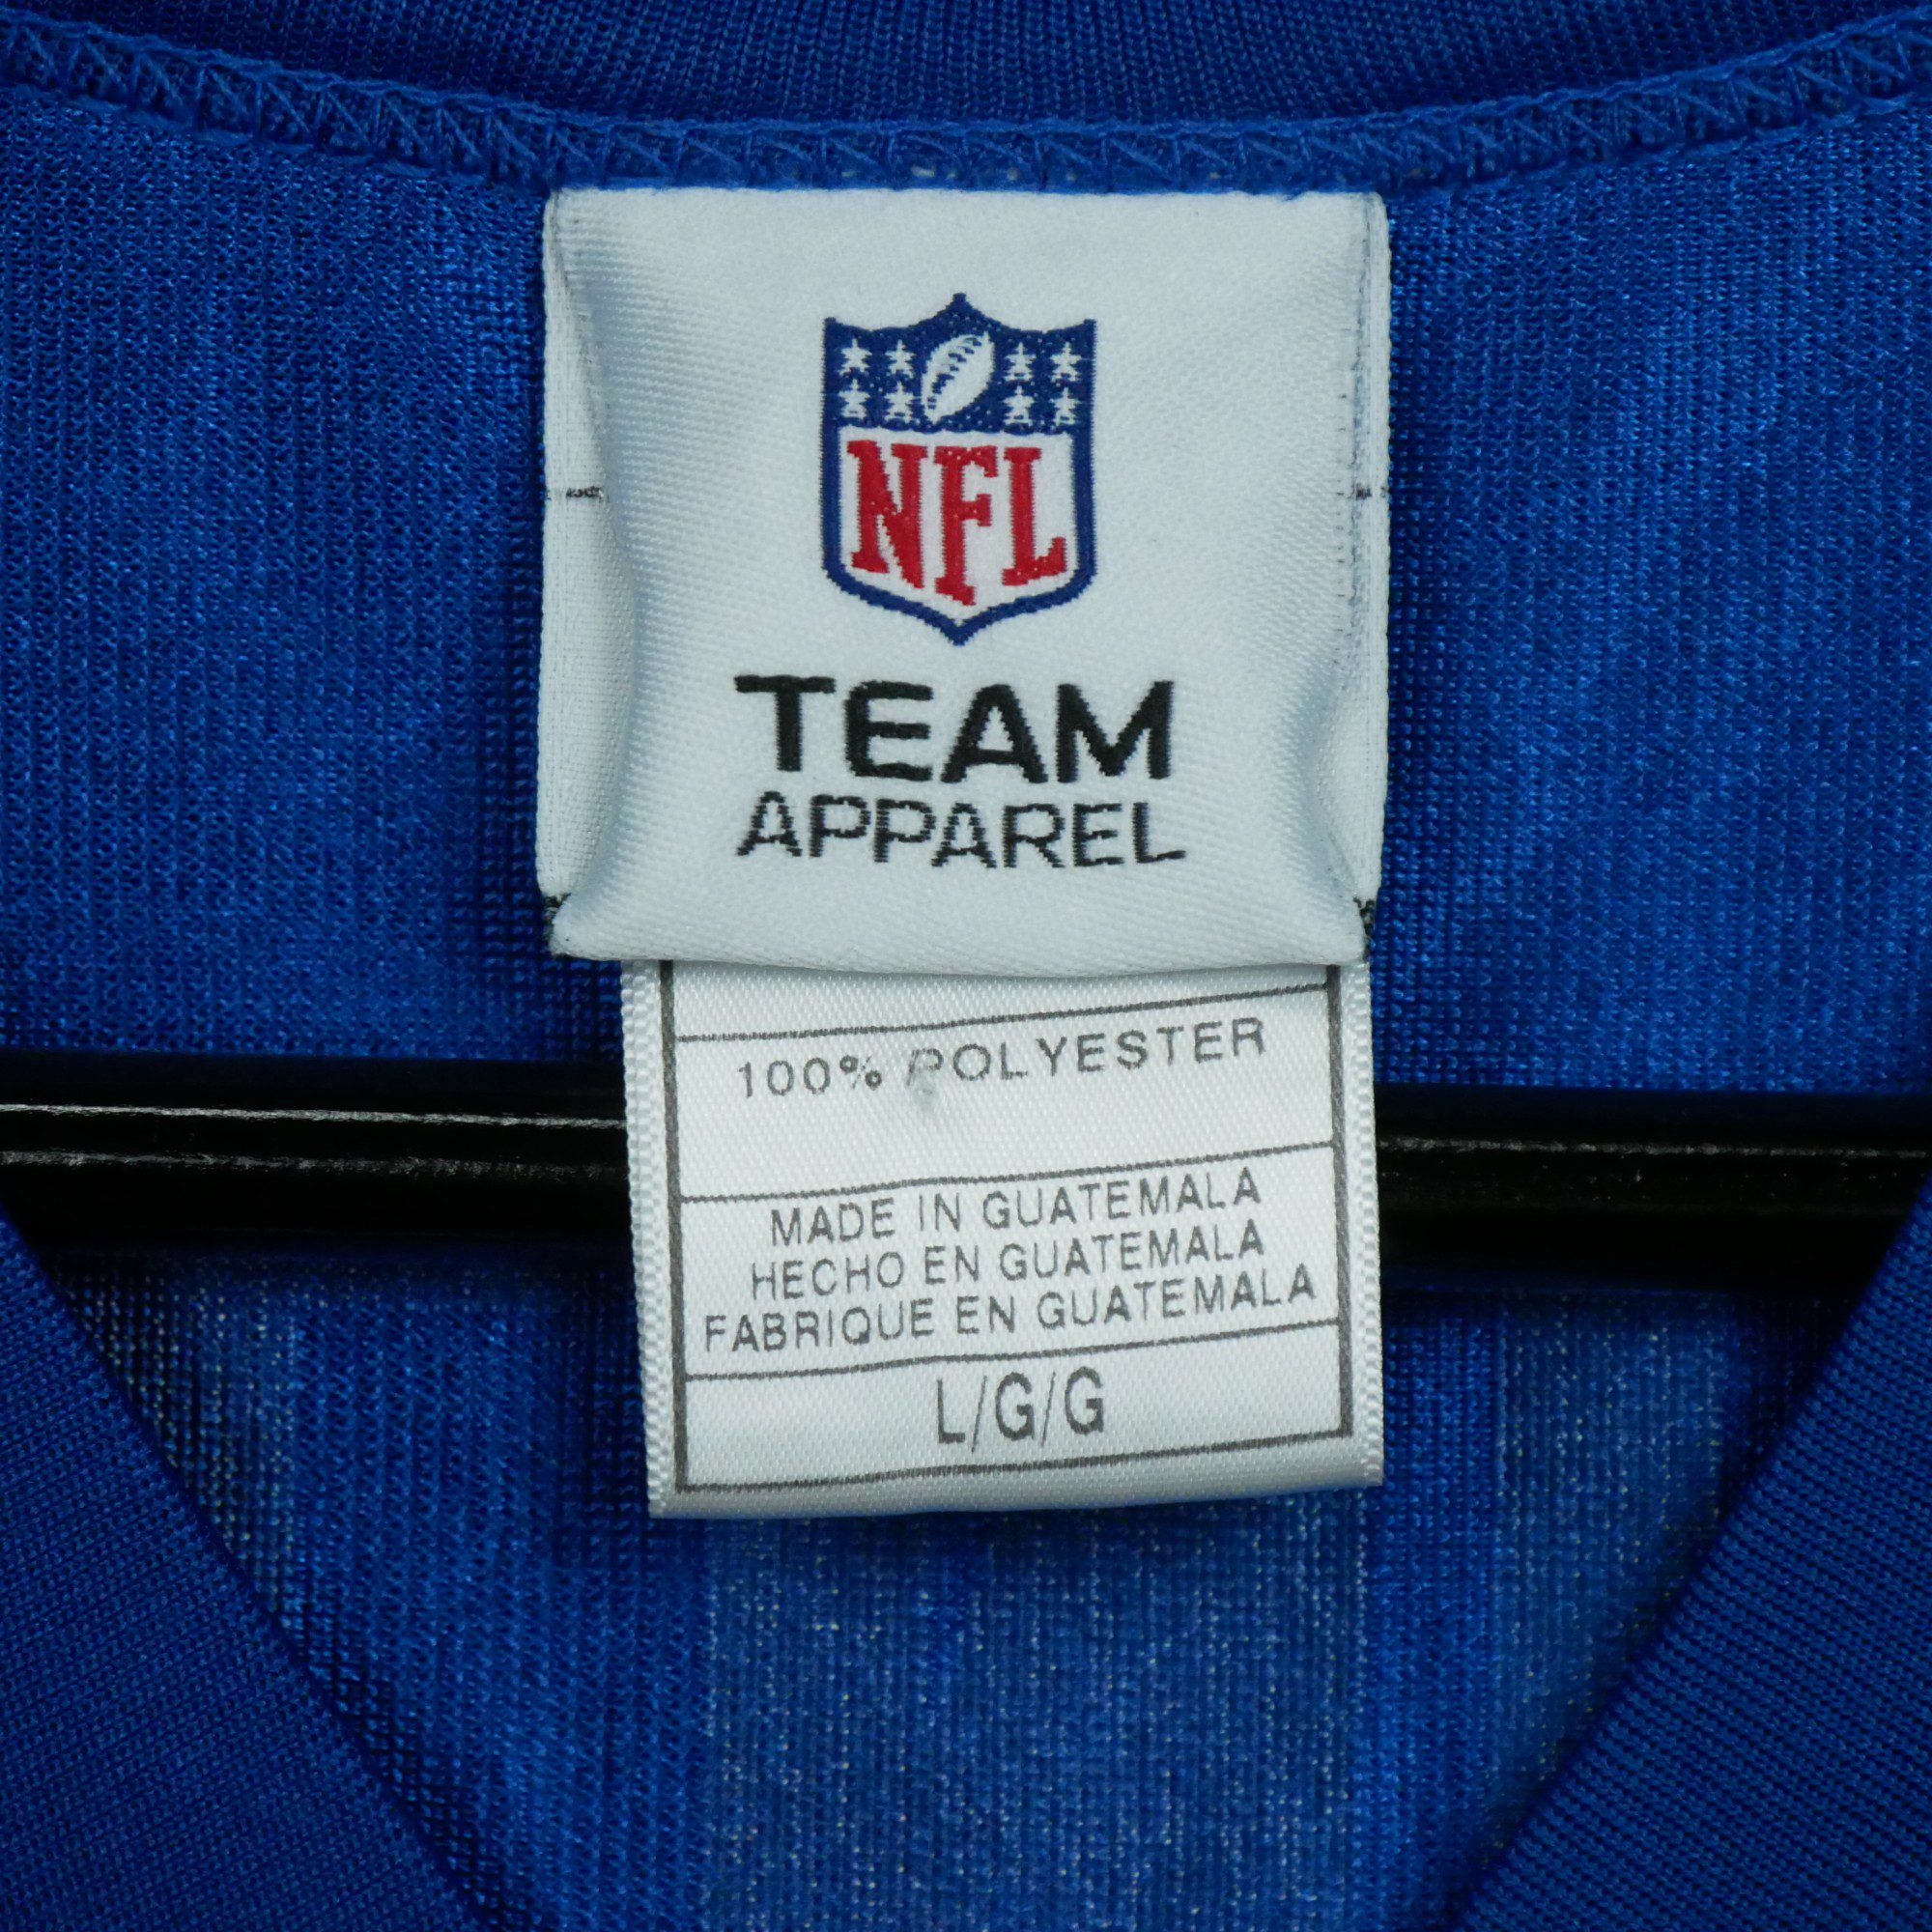 NFL
TEAM
APPAREL
100% POLYESTER
MADE IN GUATEMALA
HECHO EN GUATEMALA
FABRIQUE EN GUATEMALA
L/G/G